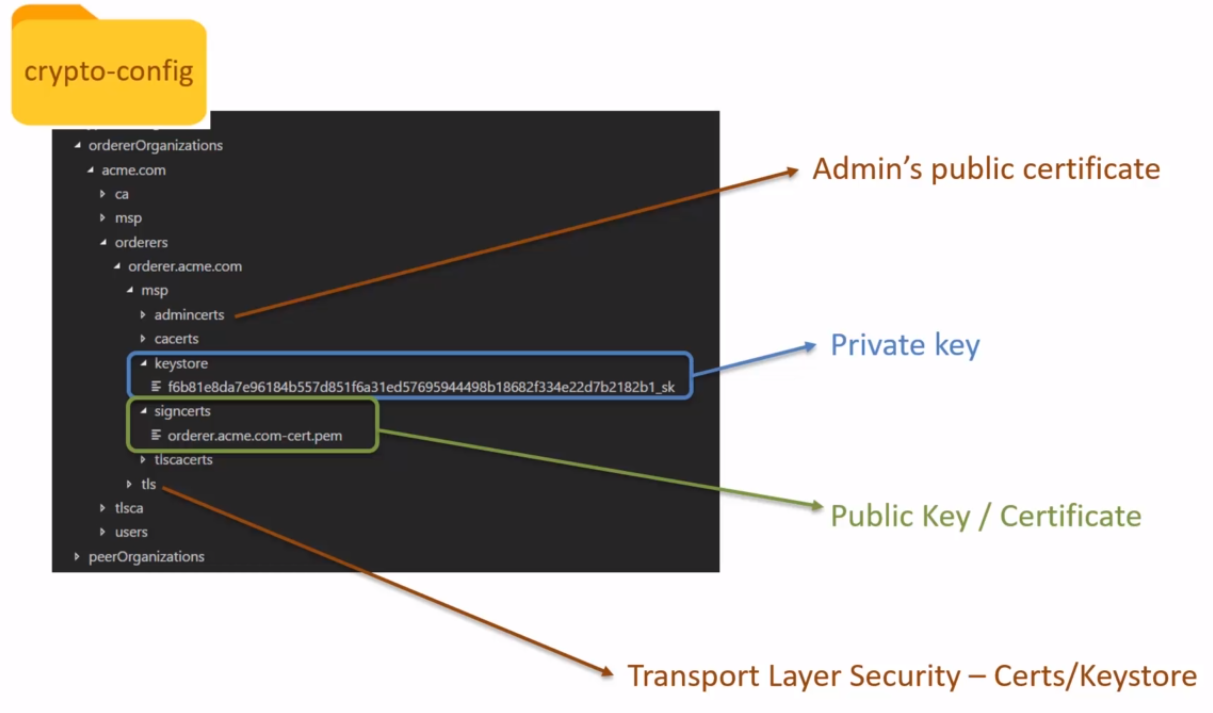 crypto-config
ordererOrganizations
acme.com
ca
msp
orderers
orderer.acme.com
msp
admincerts
cacerts
keystore
f6b81e8da7e96184b557d851f6a31ed57695944498b18682f334e22d7b2182b1_sk
signcerts
orderer.acme.com-cert.pem
tlscacerts
tls
tlsca
users
peerOrganizations
Admin's public certificate
Private key
Public Key / Certificate
Transport Layer Security – Certs/Keystore